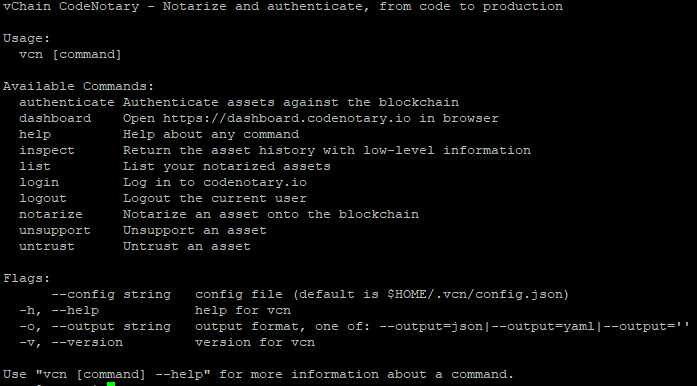 vChain CodeNotary - Notarize and authenticate, from code to production
Usage:
vcn [command]
Available Commands:
authenticate Authenticate assets against the blockchain
dashboard Open https://dashboard.codenotary.io in browser
help Help about any command
inspect Return the asset history with low-level information
list List your notarized assets
login Log in to codenotary.io
logout Logout the current user
notarize Notarize an asset onto the blockchain
unsupport Unsupport an asset
untrust Untrust an asset
Flags:
--config string config file (default is $HOME/.vcn/config.json)
-h, --help help for vcn
-o, --output string output format, one of: --output=json|--output=yaml|--output=''
-v, --version version for vcn
Use "vcn [command] --help" for more information about a command.